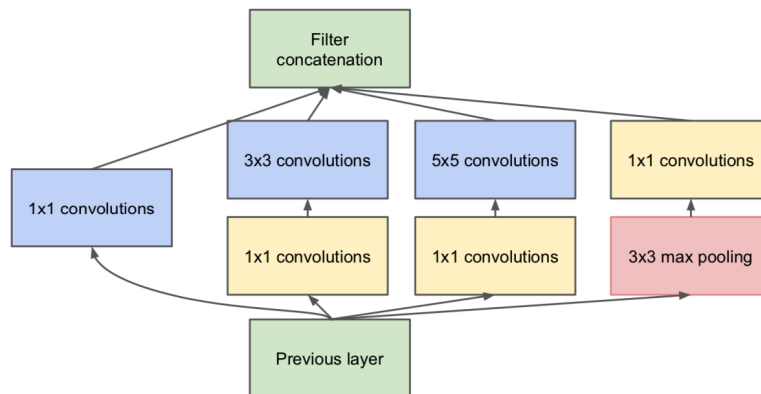 Filter
concatenation
3x3 convolutions
5x5 convolutions
1x1 convolutions
1x1 convolutions
1x1 convolutions
1x1 convolutions
3x3 max pooling
Previous layer